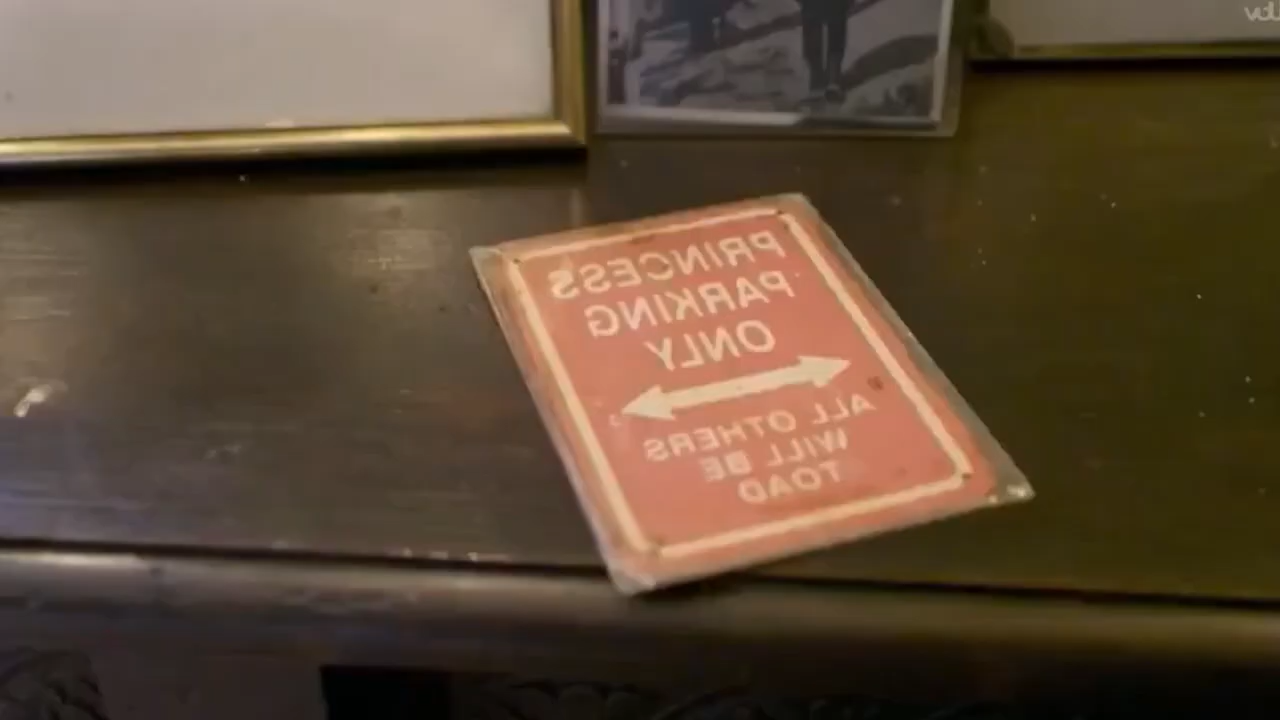 PRINCESS
PARKING
ONLY
ALL OTHERS
WILL BE
TOAD